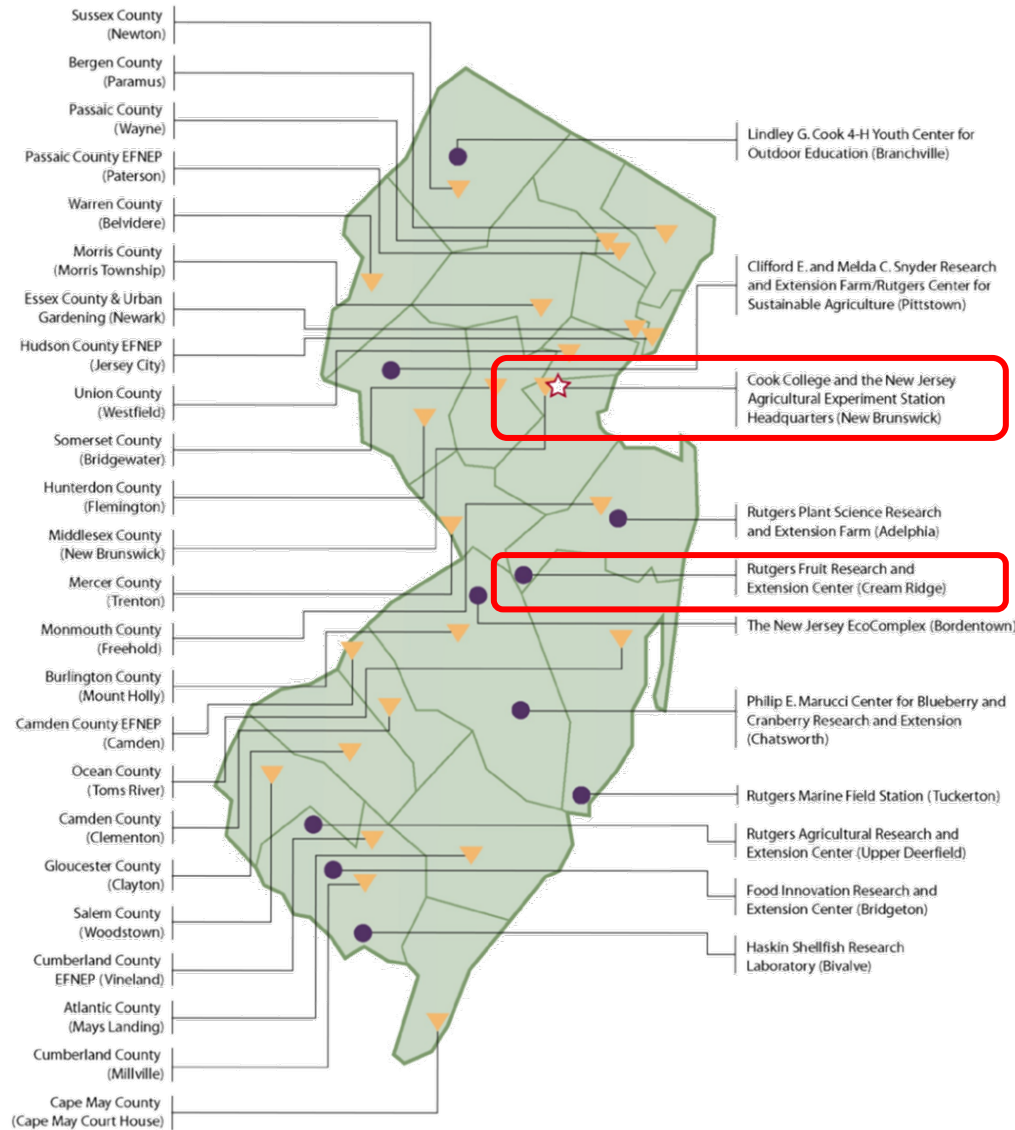 Sussex County
(Newton)
Bergen County
(Paramus)
Passaic County
(Wayne)
Passaic County EFNEP
(Paterson)
Warren County
(Belvidere)
Morris County
(Morris Township)
Essex County & Urban
Gardening (Newark)
Hudson County EFNEP
(Jersey City)
Union County
(Westfield)
Somerset County
(Bridgewater)
Hunterdon County
(Flemington)
Middlesex County
(New Brunswick)
Mercer County
(Trenton)
Monmouth County
(Freehold)
Burlington County
(Mount Holly)
Camden County EFNEP
(Camden)
Ocean County
(Toms River)
Camden County
(Clementon)
Gloucester County
(Clayton)
Salem County
(Woodstown)
Cumberland County
EFNEP (Vineland)
Atlantic County
(Mays Landing)
Cumberland County
(Millville)
Cape May County
(Cape May Court House)
Lindley G. Cook 4-H Youth Center for
Outdoor Education (Branchville)
Clifford E. and Melda C. Snyder Research
and Extension Farm/Rutgers Center for
Sustainable Agriculture (Pittstown)
Cook College and the New Jersey
Agricultural Experiment Station
Headquarters (New Brunswick)
Rutgers Plant Science Research
and Extension Farm (Adelphia)
Rutgers Fruit Research and
Extension Center (Cream Ridge)
The New Jersey EcoComplex (Bordentown)
Philip E. Marucci Center for Blueberry and
Cranberry Research and Extension
(Chatsworth)
Rutgers Marine Field Station (Tuckerton)
Rutgers Agricultural Research and
Extension Center (Upper Deerfield)
Food Innovation Research and
Extension Center (Bridgeton)
Haskin Shellfish Research
Laboratory (Bivalve)